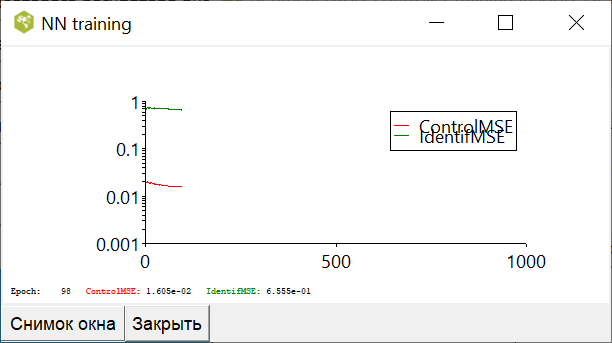 NN training
1
0.1
0.01
0.001
0
500
1000
ControlMSE
IdentifMSE
Epoch: 98 ControlMSE: 1.605e-02 IdentifMSE: 6.555e-01
Снимок окна Закрыть